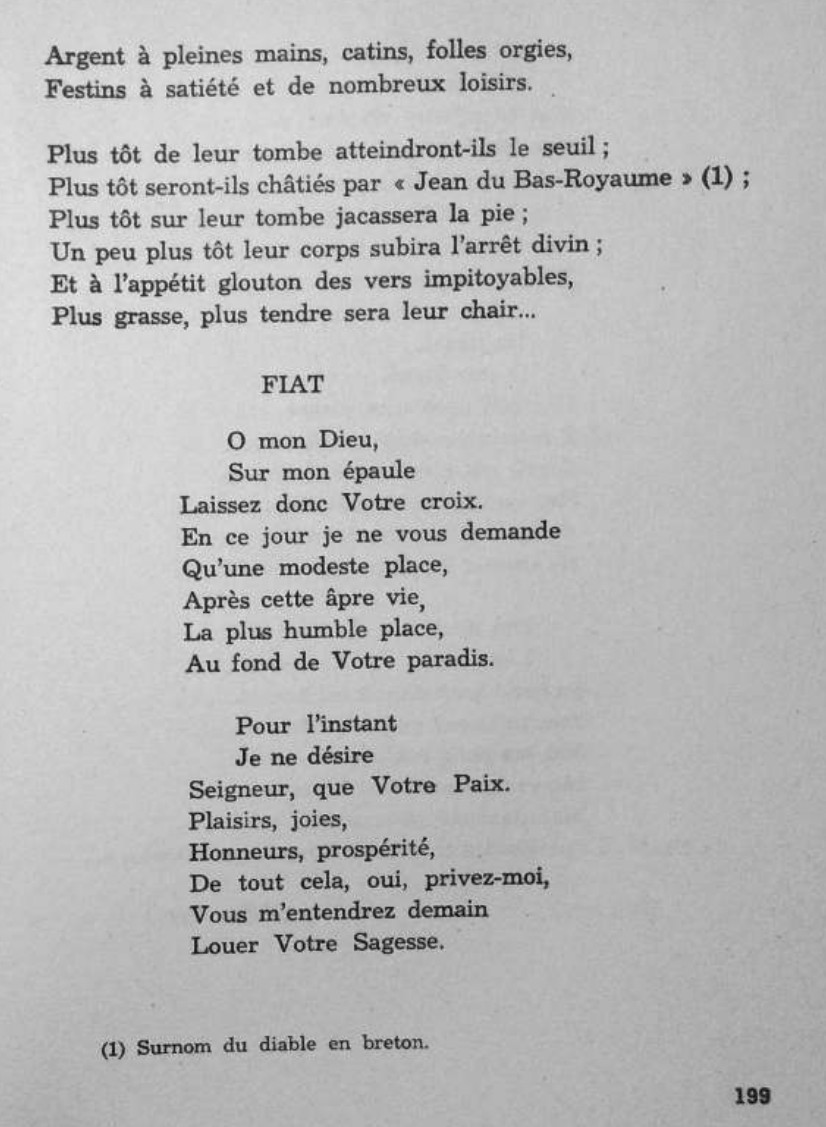 Argent à pleines mains, catins, folles orgies,
Festins à satiété et de nombreux loisirs.
Plus tôt de leur tombe atteindront-ils le seuil ;
Plus tôt seront-ils châtiés par « Jean du Bas-Royaume » (1) ;
Plus tôt sur leur tombe jacassera la pie ;
Un peu plus tôt leur corps subira l'arrêt divin ;
Et à l'appétit glouton des vers impitoyables,
Plus grasse, plus tendre sera leur chair...
FIAT
O mon Dieu,
Sur mon épaule
Laissez donc Votre croix.
En ce jour je ne vous demande
Qu'une modeste place,
Après cette âpre vie,
La plus humble place,
Au fond de Votre paradis.
Pour l'instant
Je ne désire
Seigneur, que Votre Paix.
Plaisirs, joies,
Honneurs, prospérité,
De tout cela, oui, privez-moi,
Vous m'entendrez demain
Louer Votre Sagesse.
(1) Surnom du diable en breton.
199